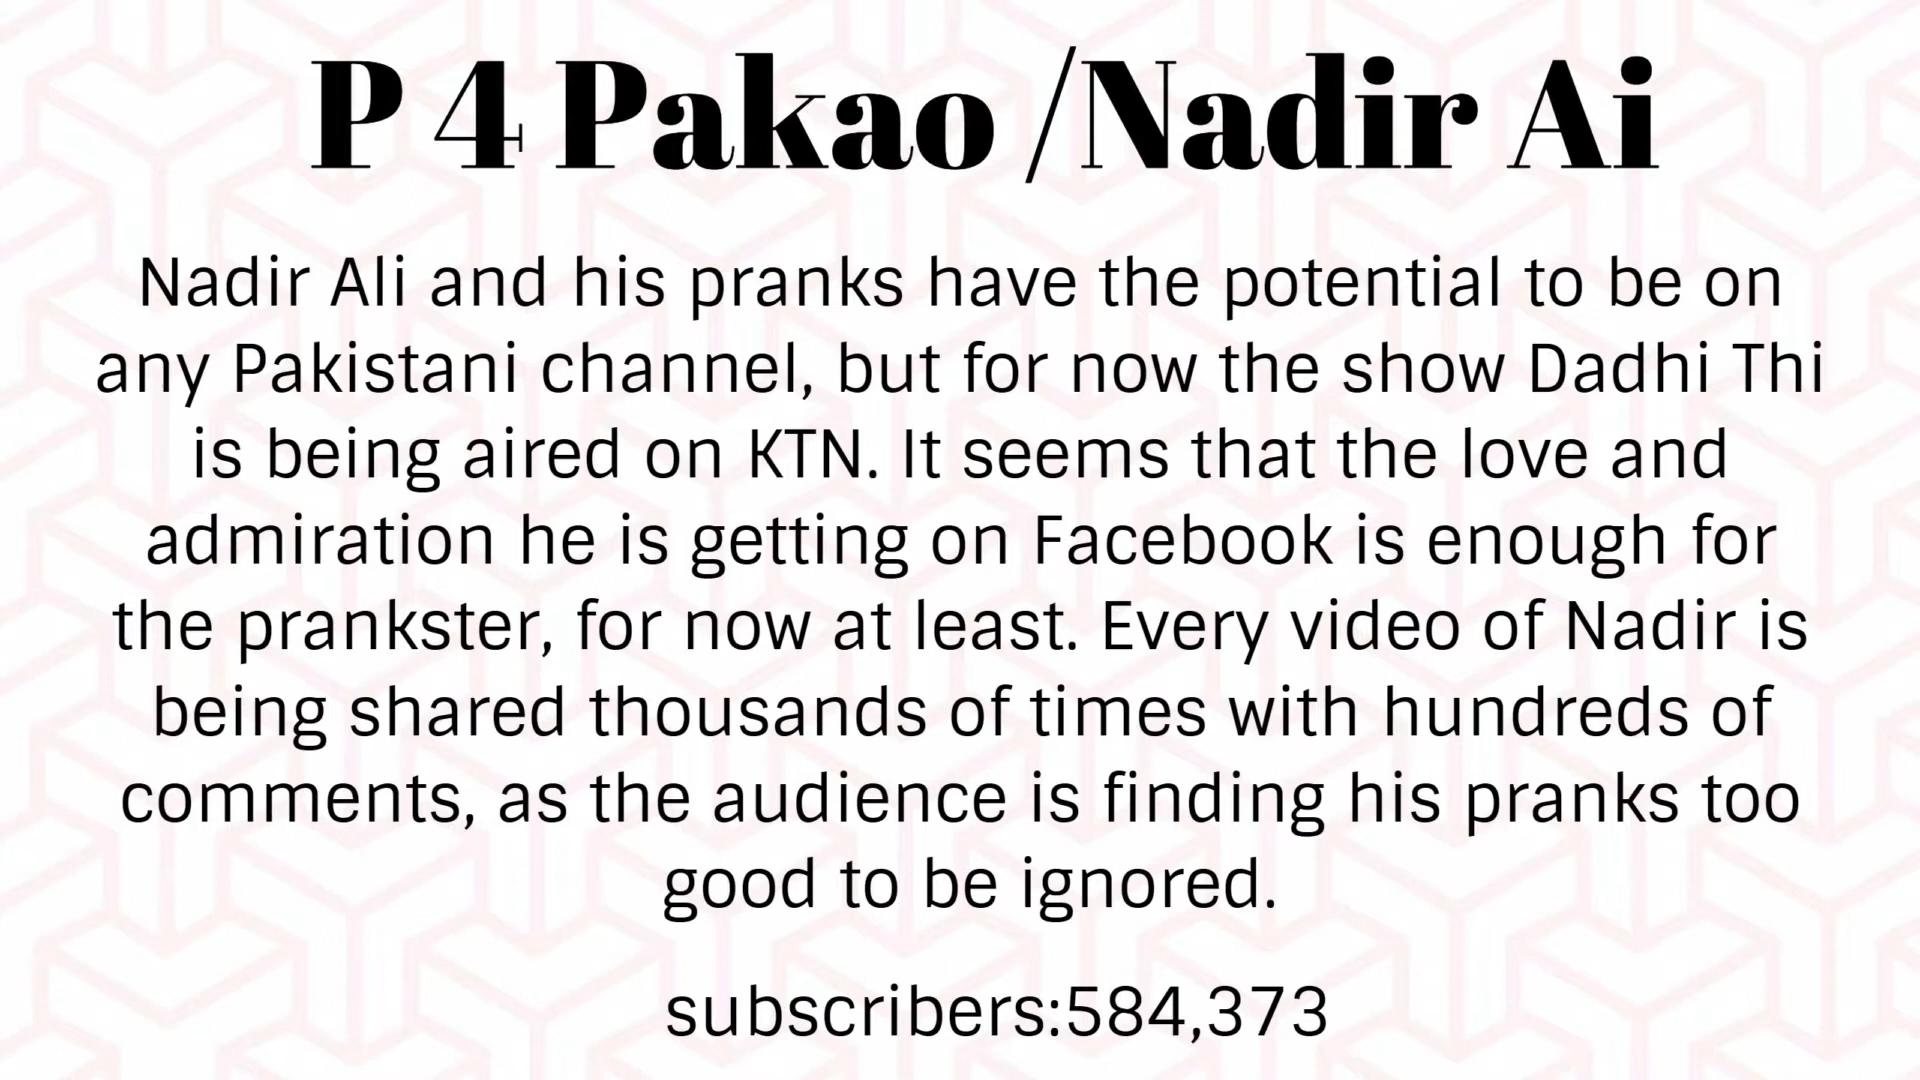 P 4 Pakao /Nadir Ai
Nadir Ali and his pranks have the potential to be on
any Pakistani channel, but for now the show Dadhi Thi
is being aired on KTN. It seems that the love and
admiration he is getting on Facebook is enough for
the prankster, for now at least. Every video of Nadir is
being shared thousands of times with hundreds of
comments, as the audience is finding his pranks too
good to be ignored.
subscribers:584,373